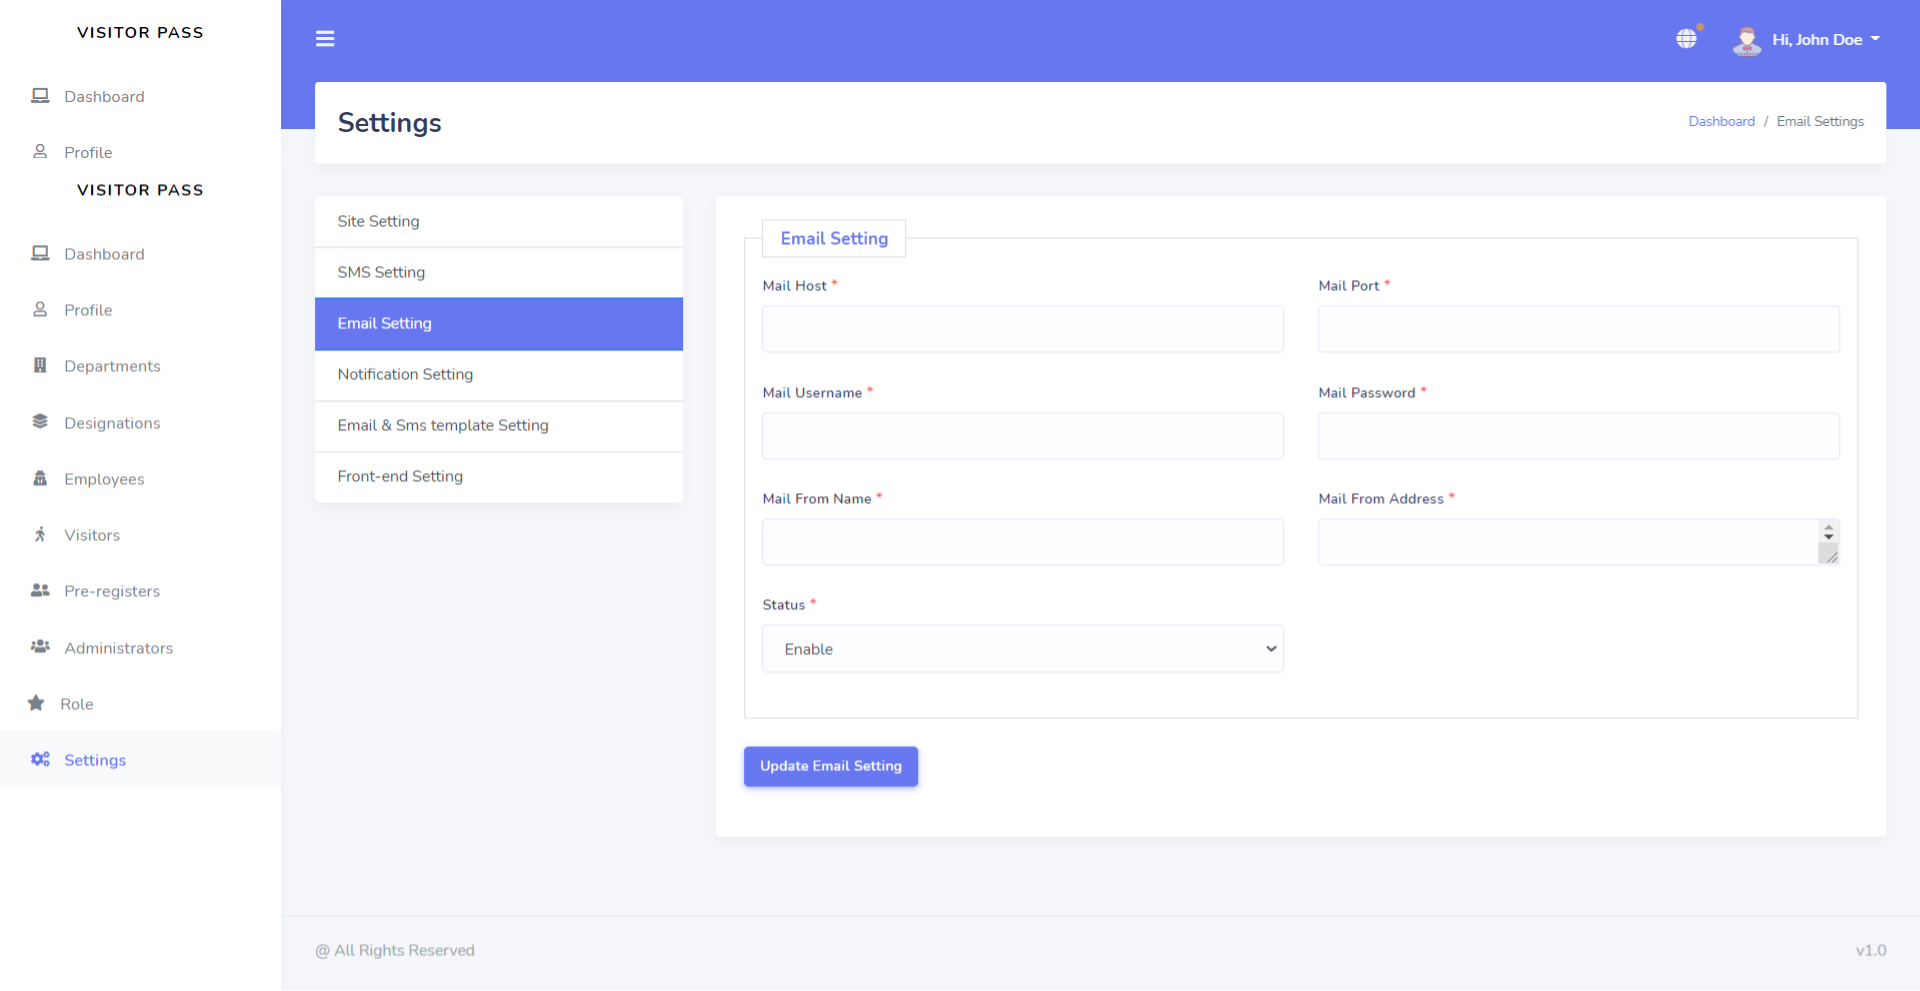 VISITOR PASS
Dashboard
Profile
VISITOR PASS
Dashboard
Profile
Departments
Designations
Employees
Visitors
Pre-registers
Administrators
Role
Settings
Hi, John Doe
Settings
Dashboard / Email Settings
Site Setting
SMS Setting
Email Setting
Notification Setting
Email & Sms template Setting
Front-end Setting
Email Setting
Mail Host *
Mail Port *
Mail Username *
Mail Password *
Mail From Name *
Mail From Address *
Status *
Enable
Update Email Setting
@ All Rights Reserved
v1.0